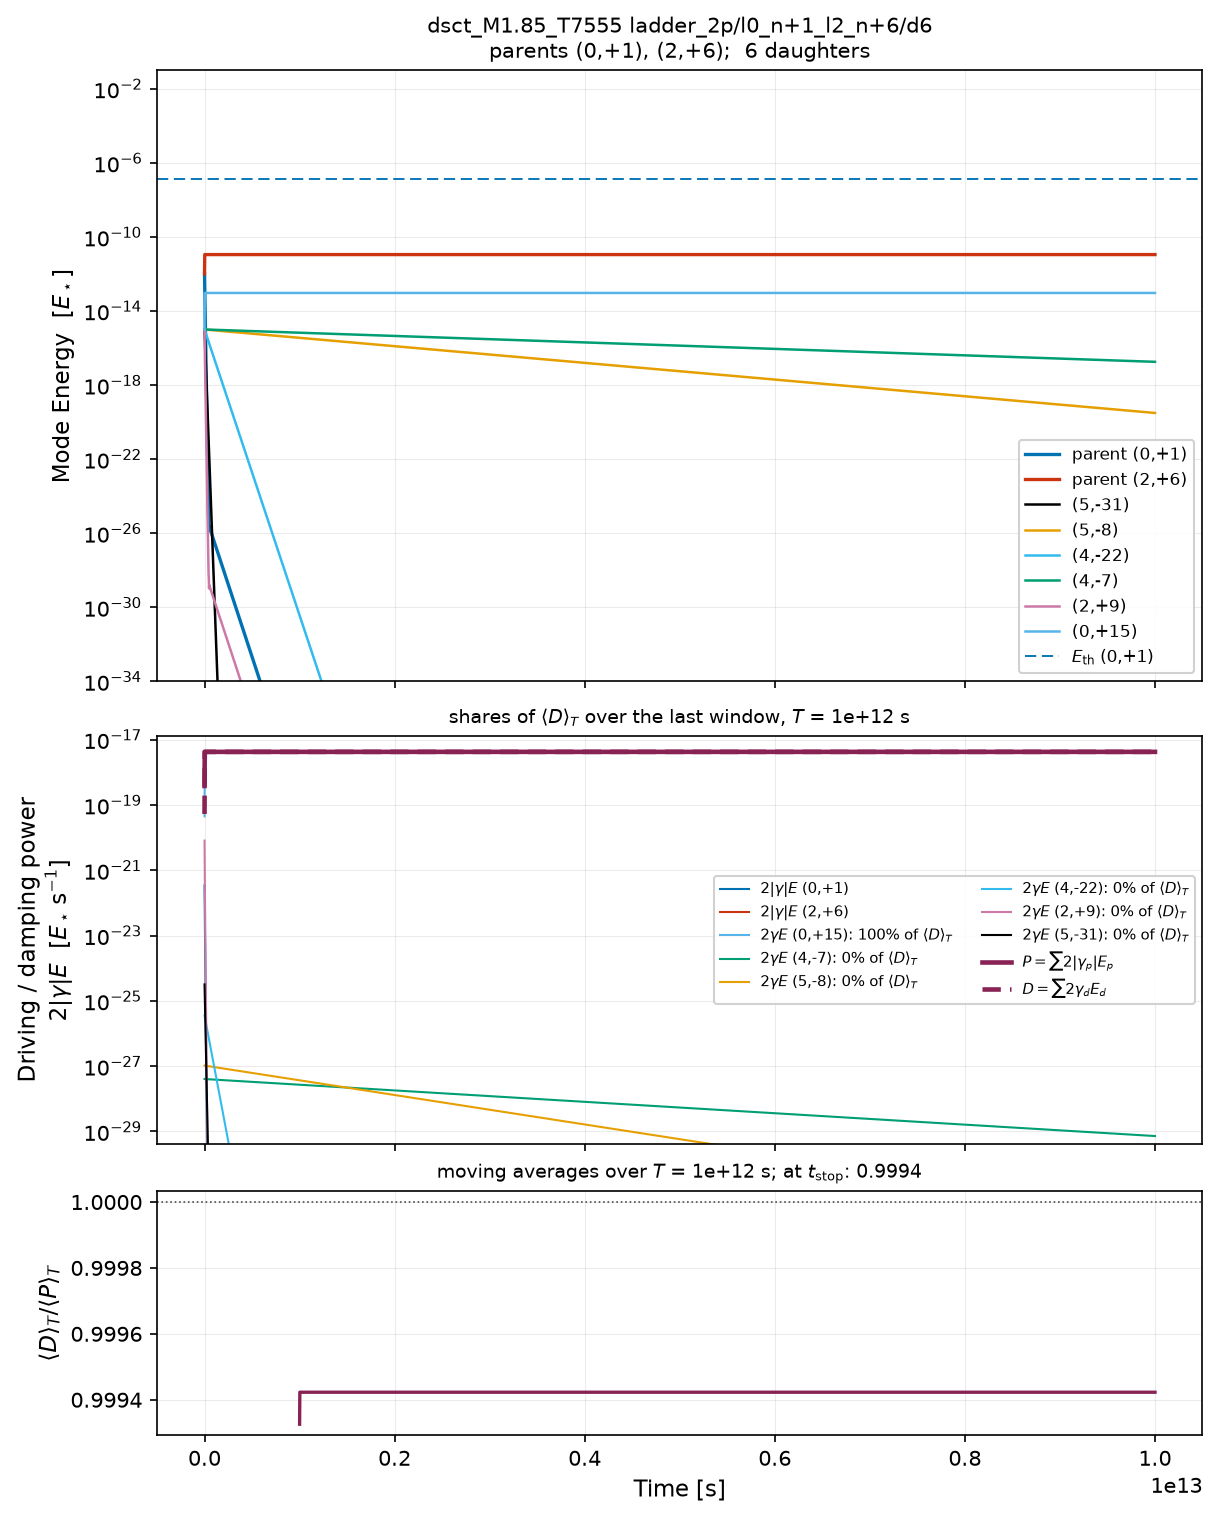 dsct_M1.85_T7555 ladder_2p/l0_n+1_l2_n+6/d6
parents (0,+1), (2,+6);  6 daughters
Mode Energy  [E⋆]
10⁻²
10⁻⁶
10⁻¹⁰
10⁻¹⁴
10⁻¹⁸
10⁻²²
10⁻²⁶
10⁻³⁰
10⁻³⁴
parent (0,+1)
parent (2,+6)
(5,-31)
(5,-8)
(4,-22)
(4,-7)
(2,+9)
(0,+15)
E_th (0,+1)
shares of ⟨D⟩_T over the last window, T = 1e+12 s
Driving / damping power
2|γ|E  [E⋆ s⁻¹]
10⁻¹⁷
10⁻¹⁹
10⁻²¹
10⁻²³
10⁻²⁵
10⁻²⁷
10⁻²⁹
2|γ|E (0,+1)
2|γ|E (2,+6)
2γE (0,+15): 100% of ⟨D⟩_T
2γE (4,-7): 0% of ⟨D⟩_T
2γE (5,-8): 0% of ⟨D⟩_T
2γE (4,-22): 0% of ⟨D⟩_T
2γE (2,+9): 0% of ⟨D⟩_T
2γE (5,-31): 0% of ⟨D⟩_T
P = ∑2|γ_p|E_p
D = ∑2γ_dE_d
moving averages over T = 1e+12 s; at t_stop: 0.9994
⟨D⟩_T/⟨P⟩_T
1.0000
0.9998
0.9996
0.9994
0.0
0.2
0.4
0.6
0.8
1.0
1e13
Time [s]